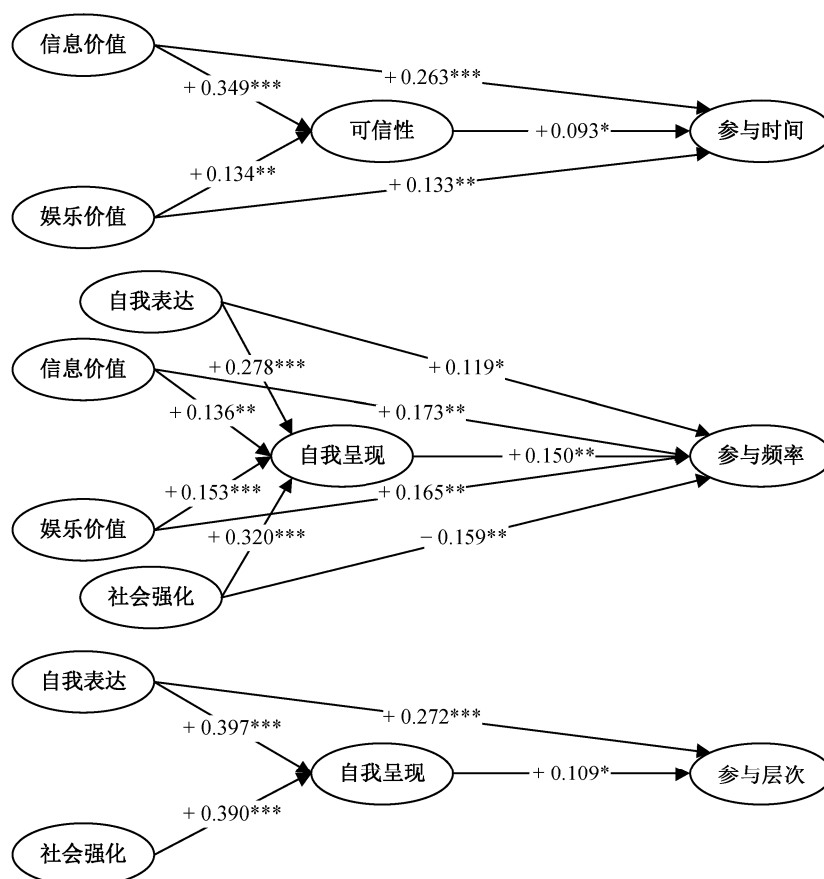 信息价值
+ 0.263***
+ 0.349***
可信性
+ 0.093*
参与时间
+ 0.134**
+ 0.133**
娱乐价值
自我表达
信息价值
+ 0.278***
+ 0.119*
+ 0.136**
+ 0.173**
自我呈现
+ 0.150**
参与频率
+ 0.153***
+ 0.165**
娱乐价值
+ 0.320***
− 0.159**
社会强化
自我表达
+ 0.272***
+ 0.397***
自我呈现
+ 0.109*
参与层次
+ 0.390***
社会强化